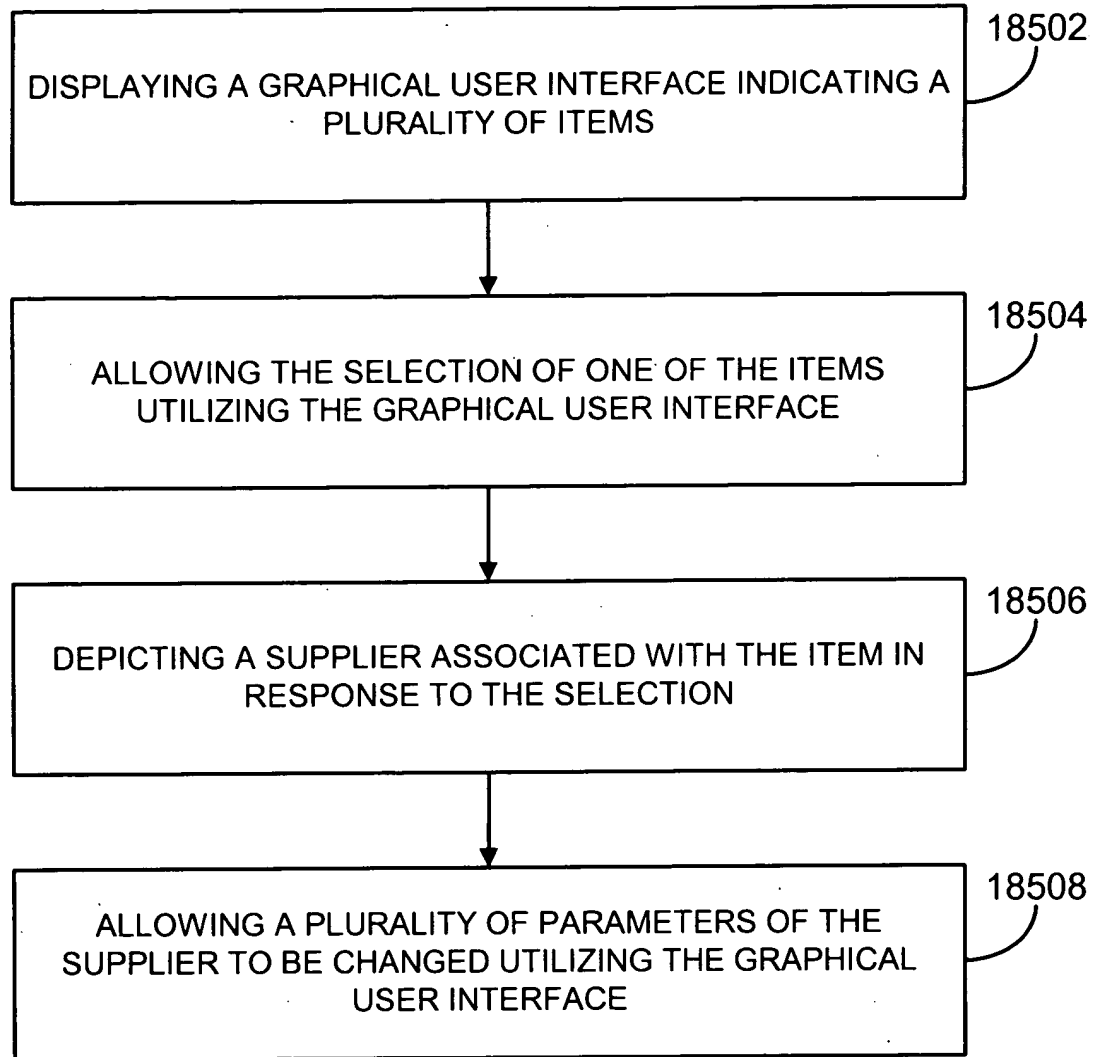 18502
DISPLAYING A GRAPHICAL USER INTERFACE INDICATING A
PLURALITY OF ITEMS
18504
ALLOWING THE SELECTION OF ONE OF THE ITEMS
UTILIZING THE GRAPHICAL USER INTERFACE
18506
DEPICTING A SUPPLIER ASSOCIATED WITH THE ITEM IN
RESPONSE TO THE SELECTION
18508
ALLOWING A PLURALITY OF PARAMETERS OF THE
SUPPLIER TO BE CHANGED UTILIZING THE GRAPHICAL
USER INTERFACE